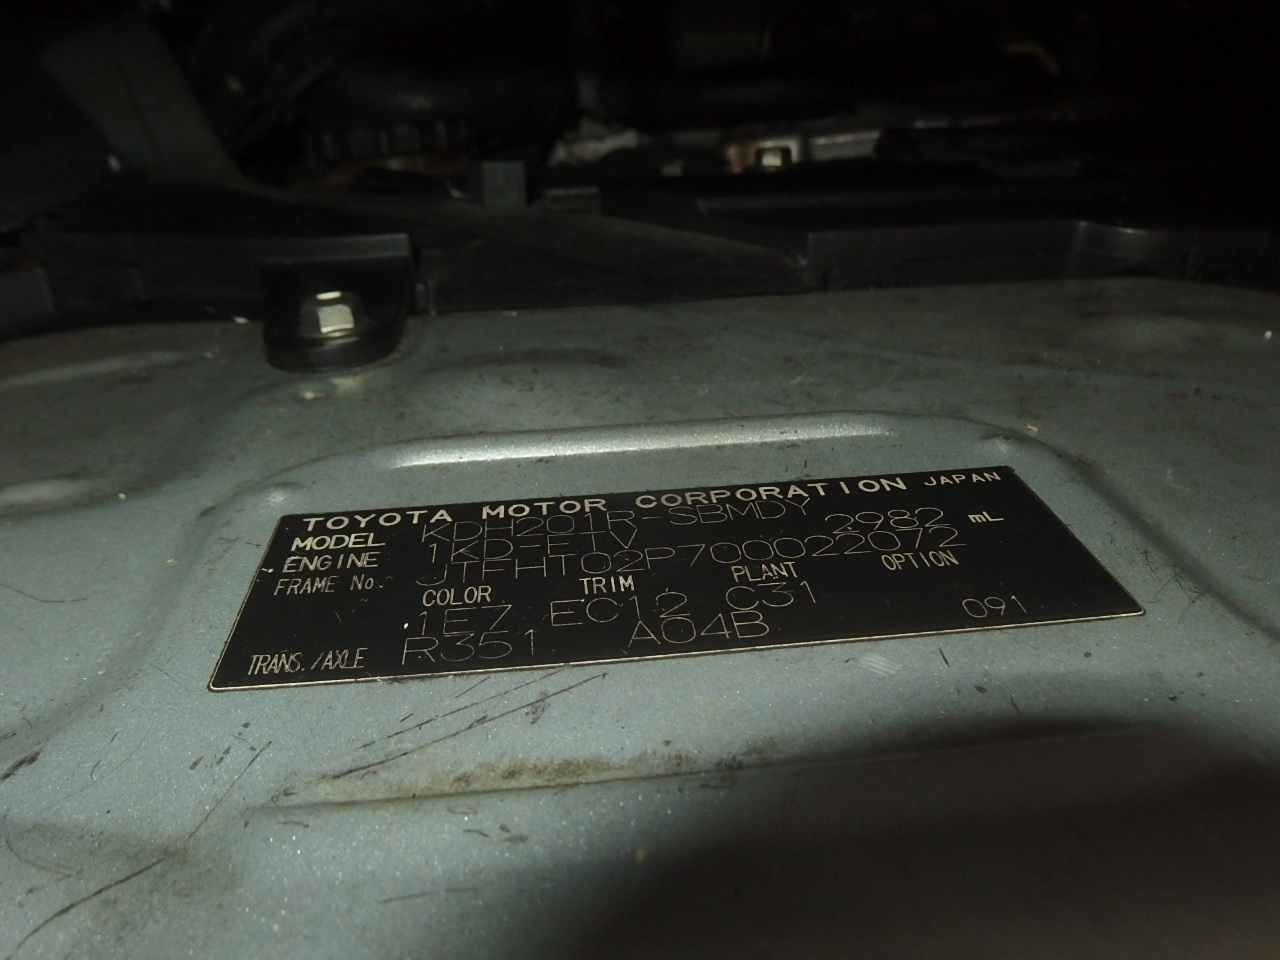 TOYOTA MOTOR CORPORATION JAPAN
MODEL KDH201R-SBMDY
ENGINE 1KD-FTV 2982 mL
FRAME No. JTFHT02P700022072
COLOR TRIM PLANT OPTION
1E7 EC12 C31
TRANS./AXLE R351 A04B 091